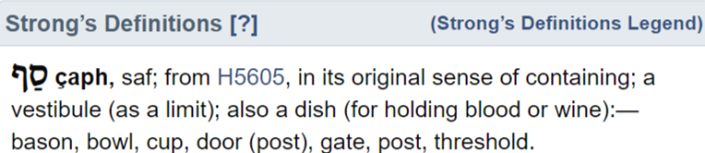 Strong's Definitions [?] (Strong's Definitions Legend)
סַף çaph, saf; from H5605, in its original sense of containing; a
vestibule (as a limit); also a dish (for holding blood or wine):—
bason, bowl, cup, door (post), gate, post, threshold.